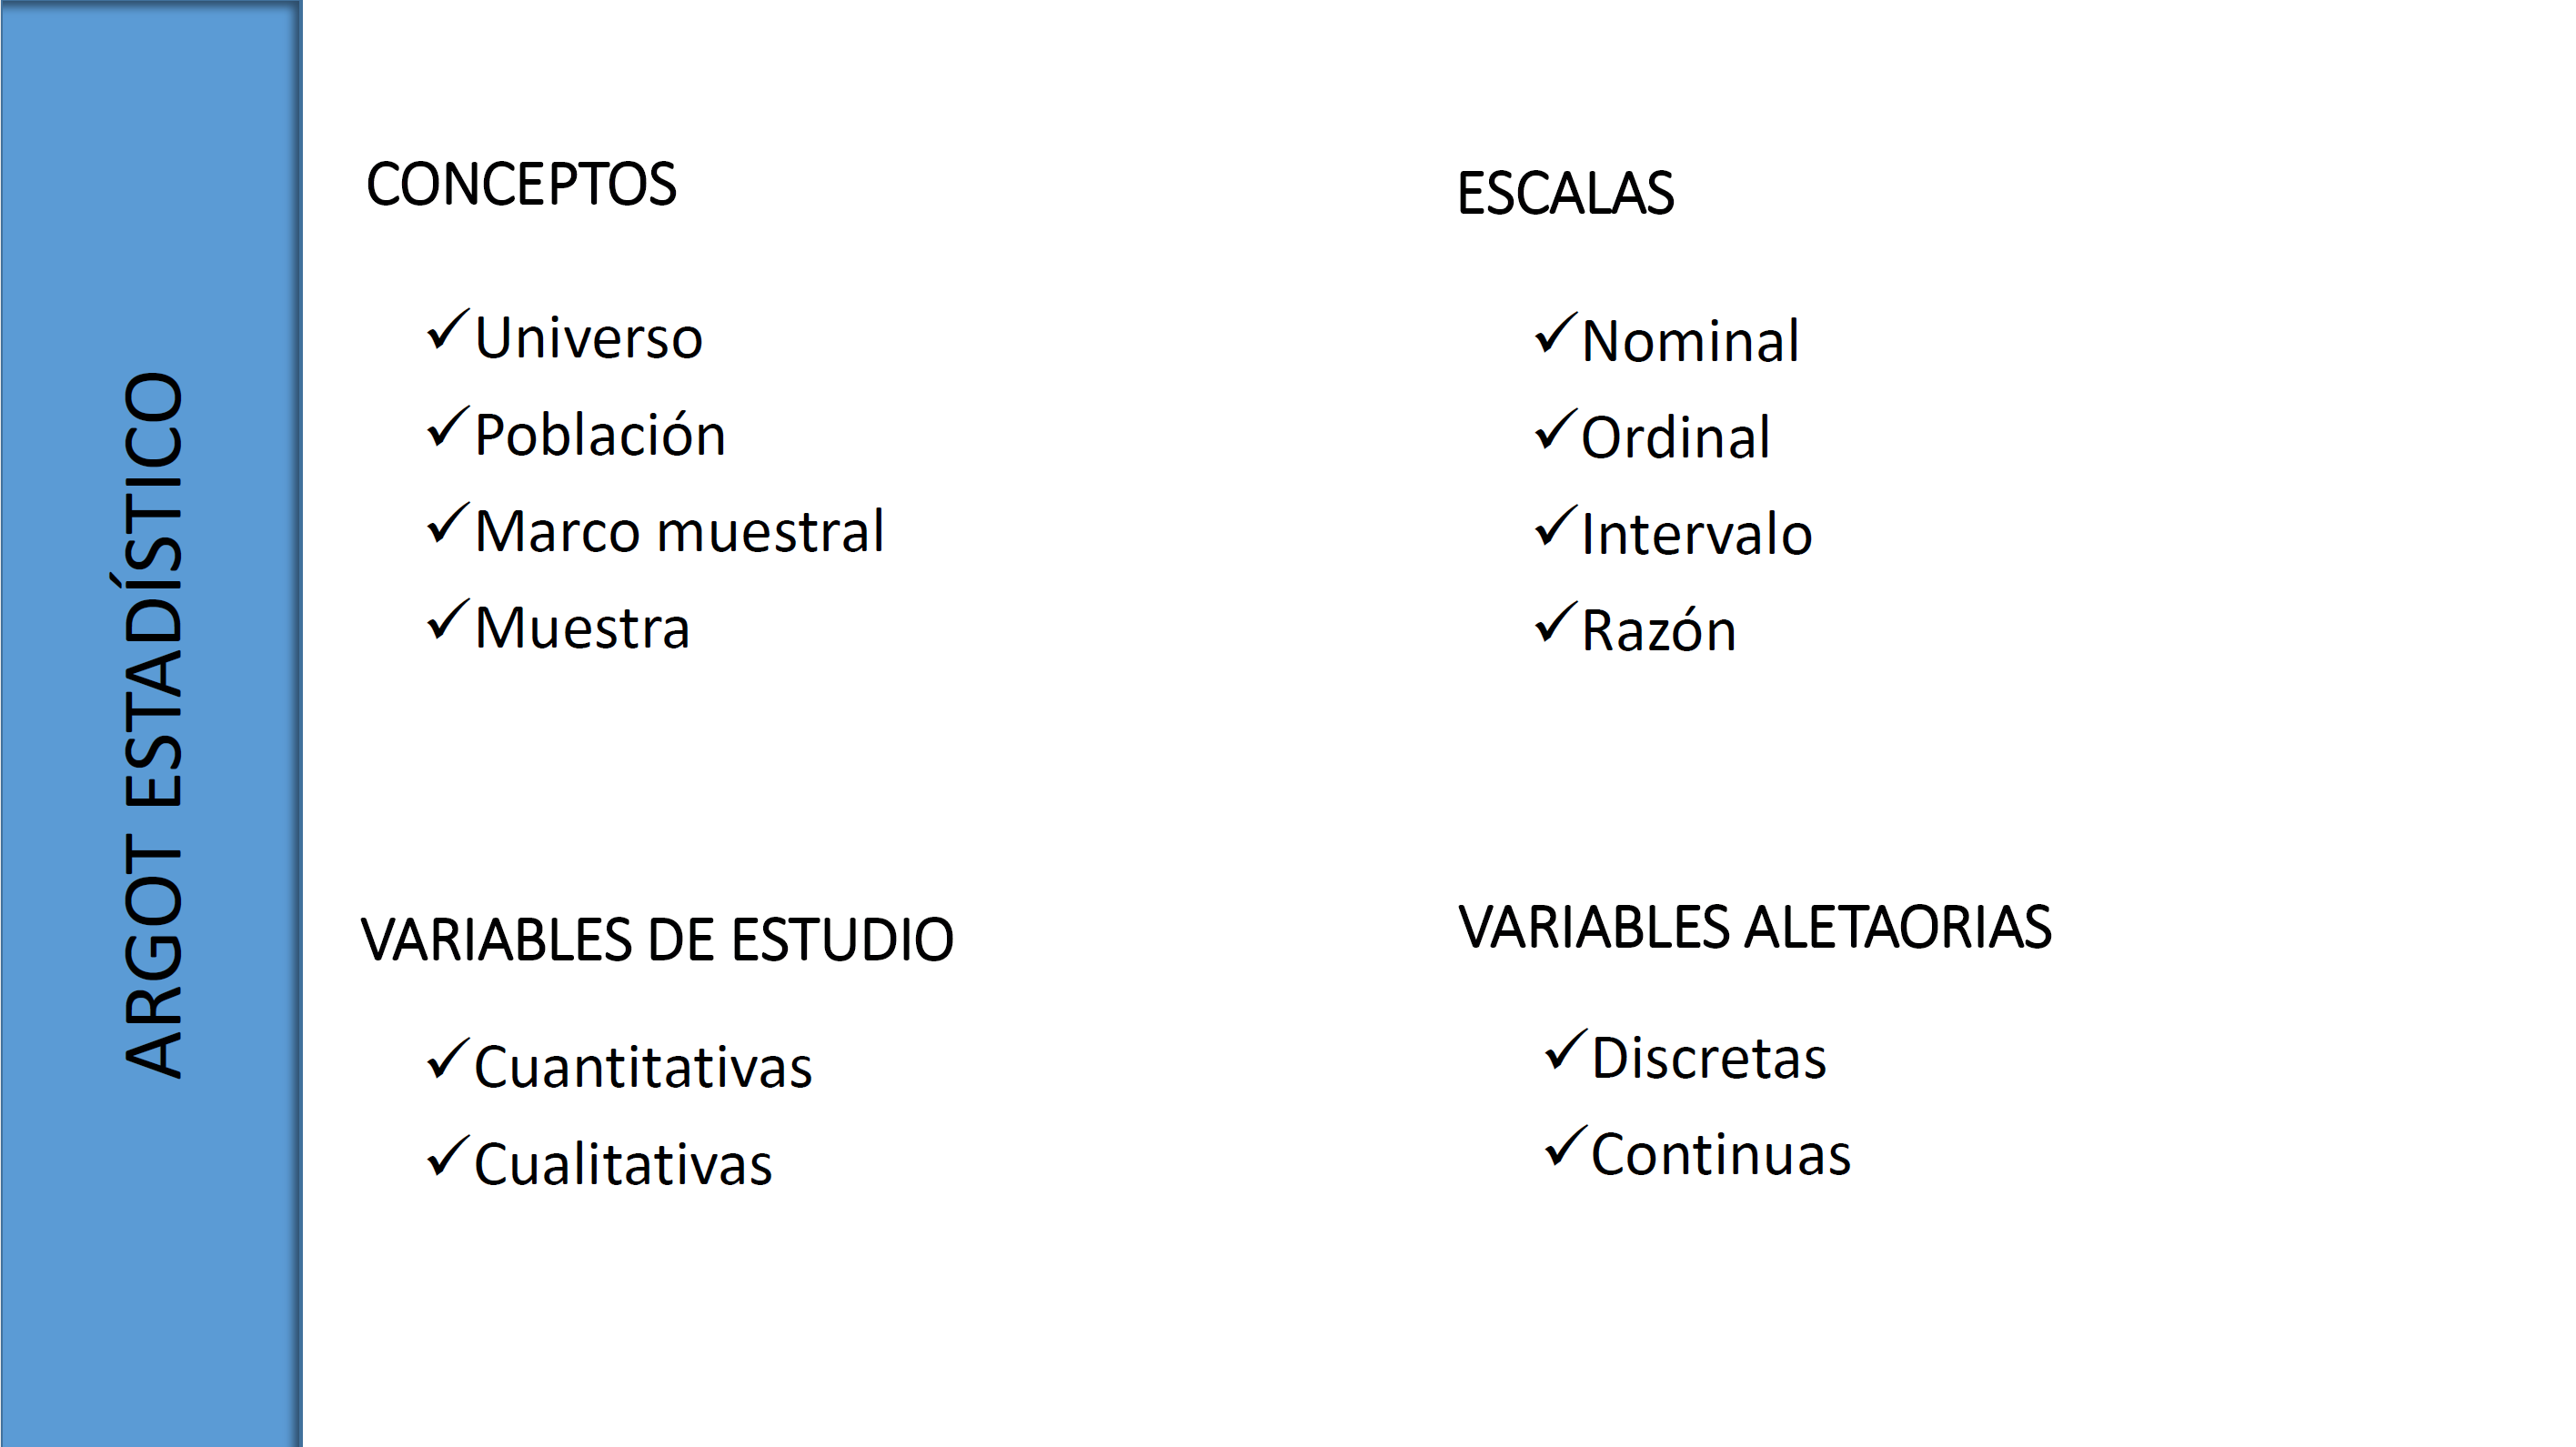 ARGOT ESTADÍSTICO
CONCEPTOS
✓Universo
✓Población
✓Marco muestral
✓Muestra
ESCALAS
✓Nominal
✓Ordinal
✓Intervalo
✓Razón
VARIABLES DE ESTUDIO
✓Cuantitativas
✓Cualitativas
VARIABLES ALETAORIAS
✓Discretas
✓Continuas